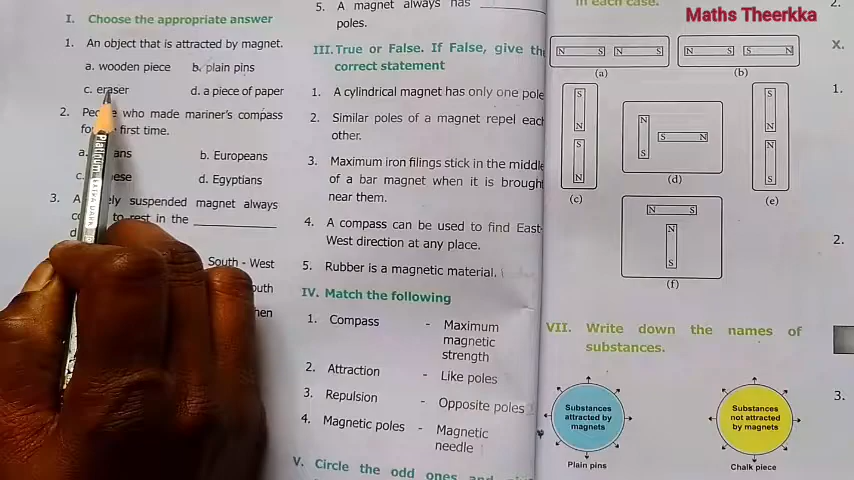 I. Choose the appropriate answer
1. An object that is attracted by magnet.
a. wooden piece b. plain pins
c. eraser d. a piece of paper
2. who made mariner's compass
first time.
b. Europeans
d. Egyptians
3. suspended magnet always
to rest in the
South - West
5. A magnet always has
poles.
III. True or False. If False, give
correct statement
1. A cylindrical magnet has only one pole
2. Similar poles of a magnet repel each
other.
3. Maximum iron filings stick in the middle
of a bar magnet when it is brought
near them.
4. A compass can be used to find East-
West direction at any place.
5. Rubber is a magnetic material.
IV. Match the following
1. Compass - Maximum
magnetic
strength
2. Attraction - Like poles
3. Repulsion - Opposite poles
4. Magnetic poles - Magnetic
needle
V. Circle the odd ones and
in each case.
Maths Theerkka
N S N S
(a)
N S S N
(b)
S
N
S
N
(c)
N
S
S N
(d)
S
N
N
S
(e)
N S
N
S
(f)
VII. Write down the names of
substances.
Substances
attracted by
magnets
Plain pins
Substances
not attracted
by magnets
Chalk piece
2.
X.
1.
2.
3.